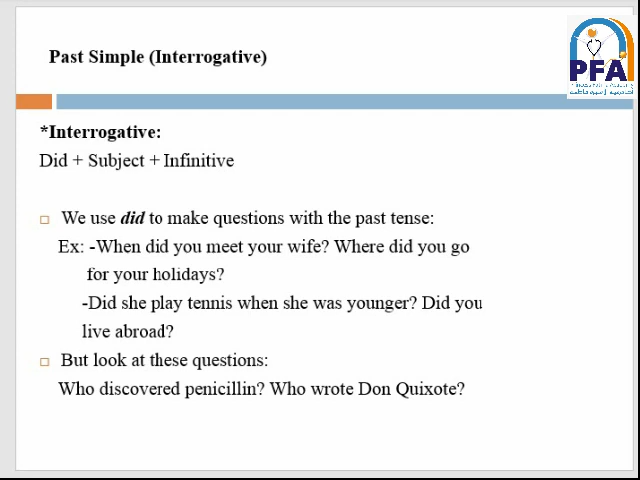 Past Simple (Interrogative)
PFA
*Interrogative:
Did + Subject + Infinitive
We use did to make questions with the past tense:
Ex: -When did you meet your wife? Where did you go
for your holidays?
-Did she play tennis when she was younger? Did you
live abroad?
But look at these questions:
Who discovered penicillin? Who wrote Don Quixote?